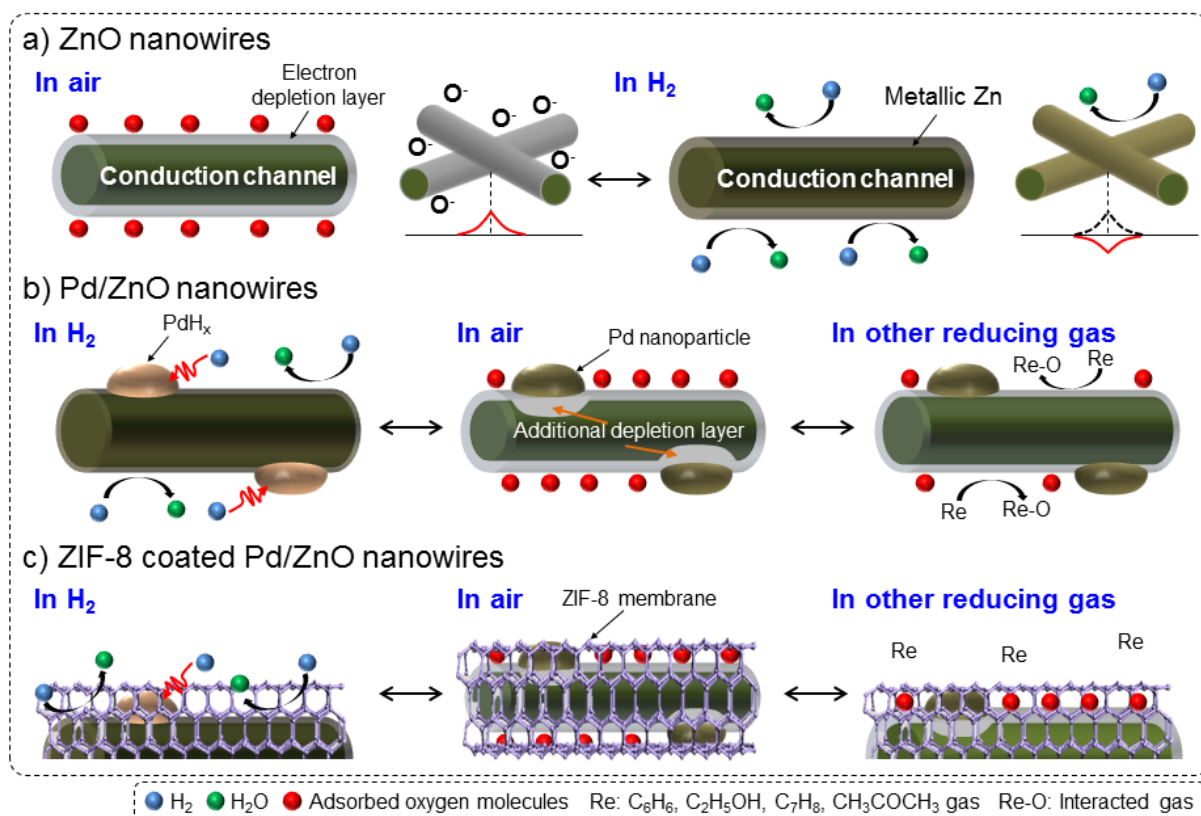 a) ZnO nanowires
In air
Electron
depletion layer
Conduction channel
O⁻ O⁻ O⁻
O⁻ O⁻
O⁻
In H₂
Metallic Zn
Conduction channel
b) Pd/ZnO nanowires
In H₂
PdHₓ
In air
Pd nanoparticle
Additional depletion layer
In other reducing gas
Re-O Re
Re Re-O
c) ZIF-8 coated Pd/ZnO nanowires
In H₂
In air
ZIF-8 membrane
In other reducing gas
Re Re Re
H₂ H₂O Adsorbed oxygen molecules Re: C₆H₆, C₂H₅OH, C₇H₈, CH₃COCH₃ gas Re-O: Interacted gas